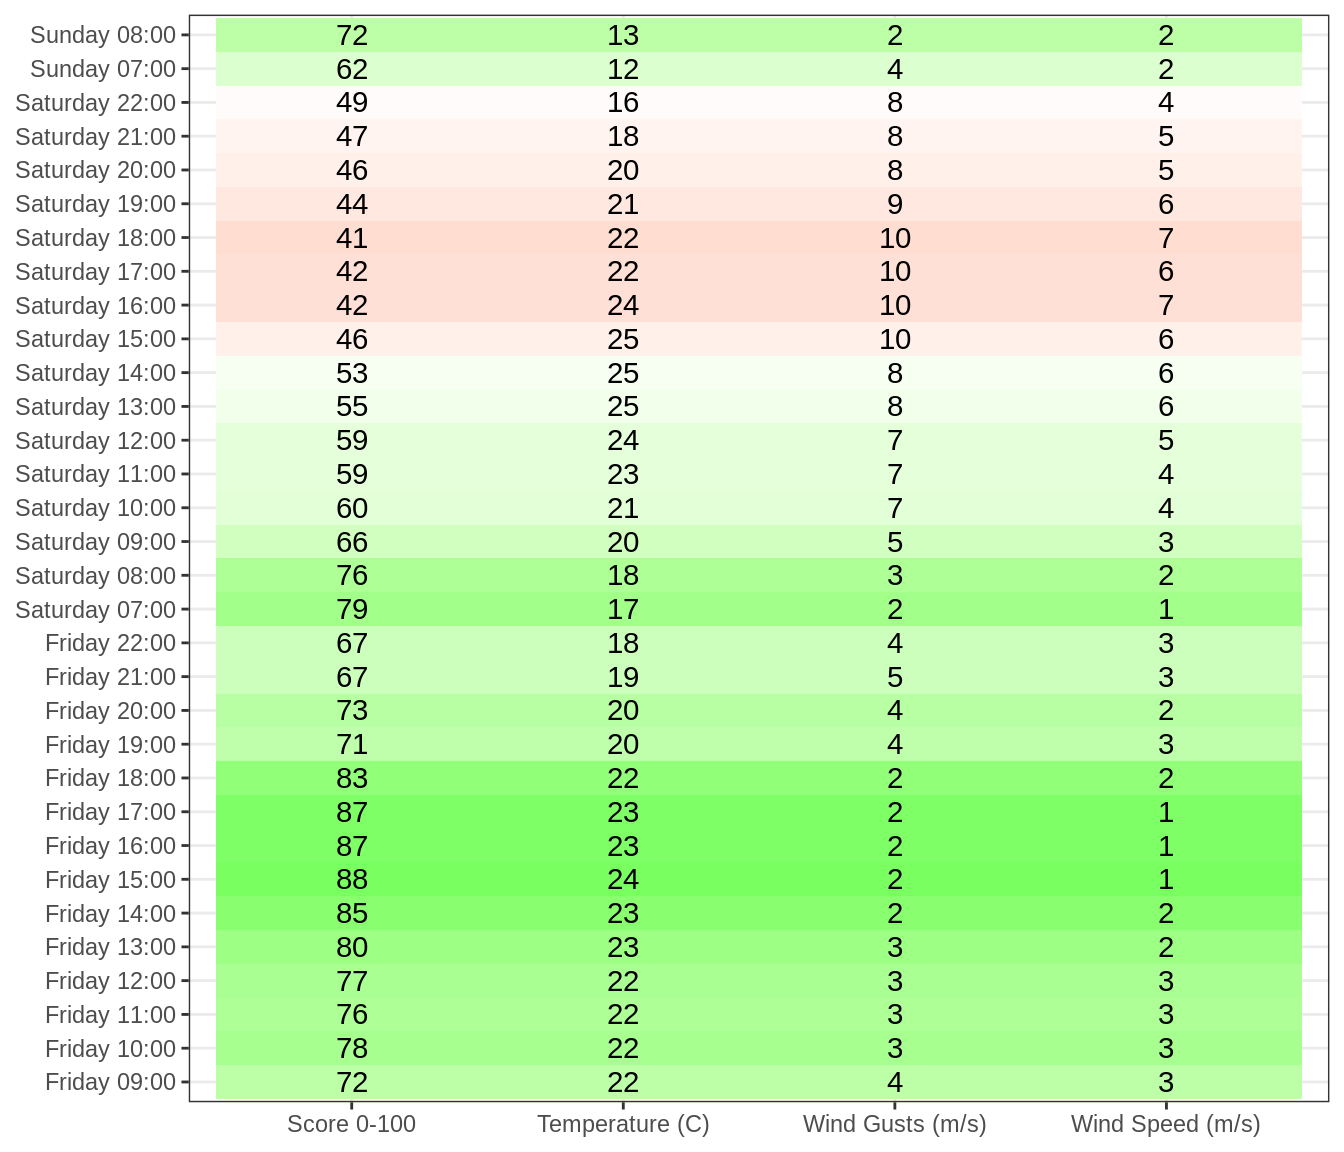 Sunday 08:00 72 13 2 2
Sunday 07:00 62 12 4 2
Saturday 22:00 49 16 8 4
Saturday 21:00 47 18 8 5
Saturday 20:00 46 20 8 5
Saturday 19:00 44 21 9 6
Saturday 18:00 41 22 10 7
Saturday 17:00 42 22 10 6
Saturday 16:00 42 24 10 7
Saturday 15:00 46 25 10 6
Saturday 14:00 53 25 8 6
Saturday 13:00 55 25 8 6
Saturday 12:00 59 24 7 5
Saturday 11:00 59 23 7 4
Saturday 10:00 60 21 7 4
Saturday 09:00 66 20 5 3
Saturday 08:00 76 18 3 2
Saturday 07:00 79 17 2 1
Friday 22:00 67 18 4 3
Friday 21:00 67 19 5 3
Friday 20:00 73 20 4 2
Friday 19:00 71 20 4 3
Friday 18:00 83 22 2 2
Friday 17:00 87 23 2 1
Friday 16:00 87 23 2 1
Friday 15:00 88 24 2 1
Friday 14:00 85 23 2 2
Friday 13:00 80 23 3 2
Friday 12:00 77 22 3 3
Friday 11:00 76 22 3 3
Friday 10:00 78 22 3 3
Friday 09:00 72 22 4 3
Score 0-100 Temperature (C) Wind Gusts (m/s) Wind Speed (m/s)